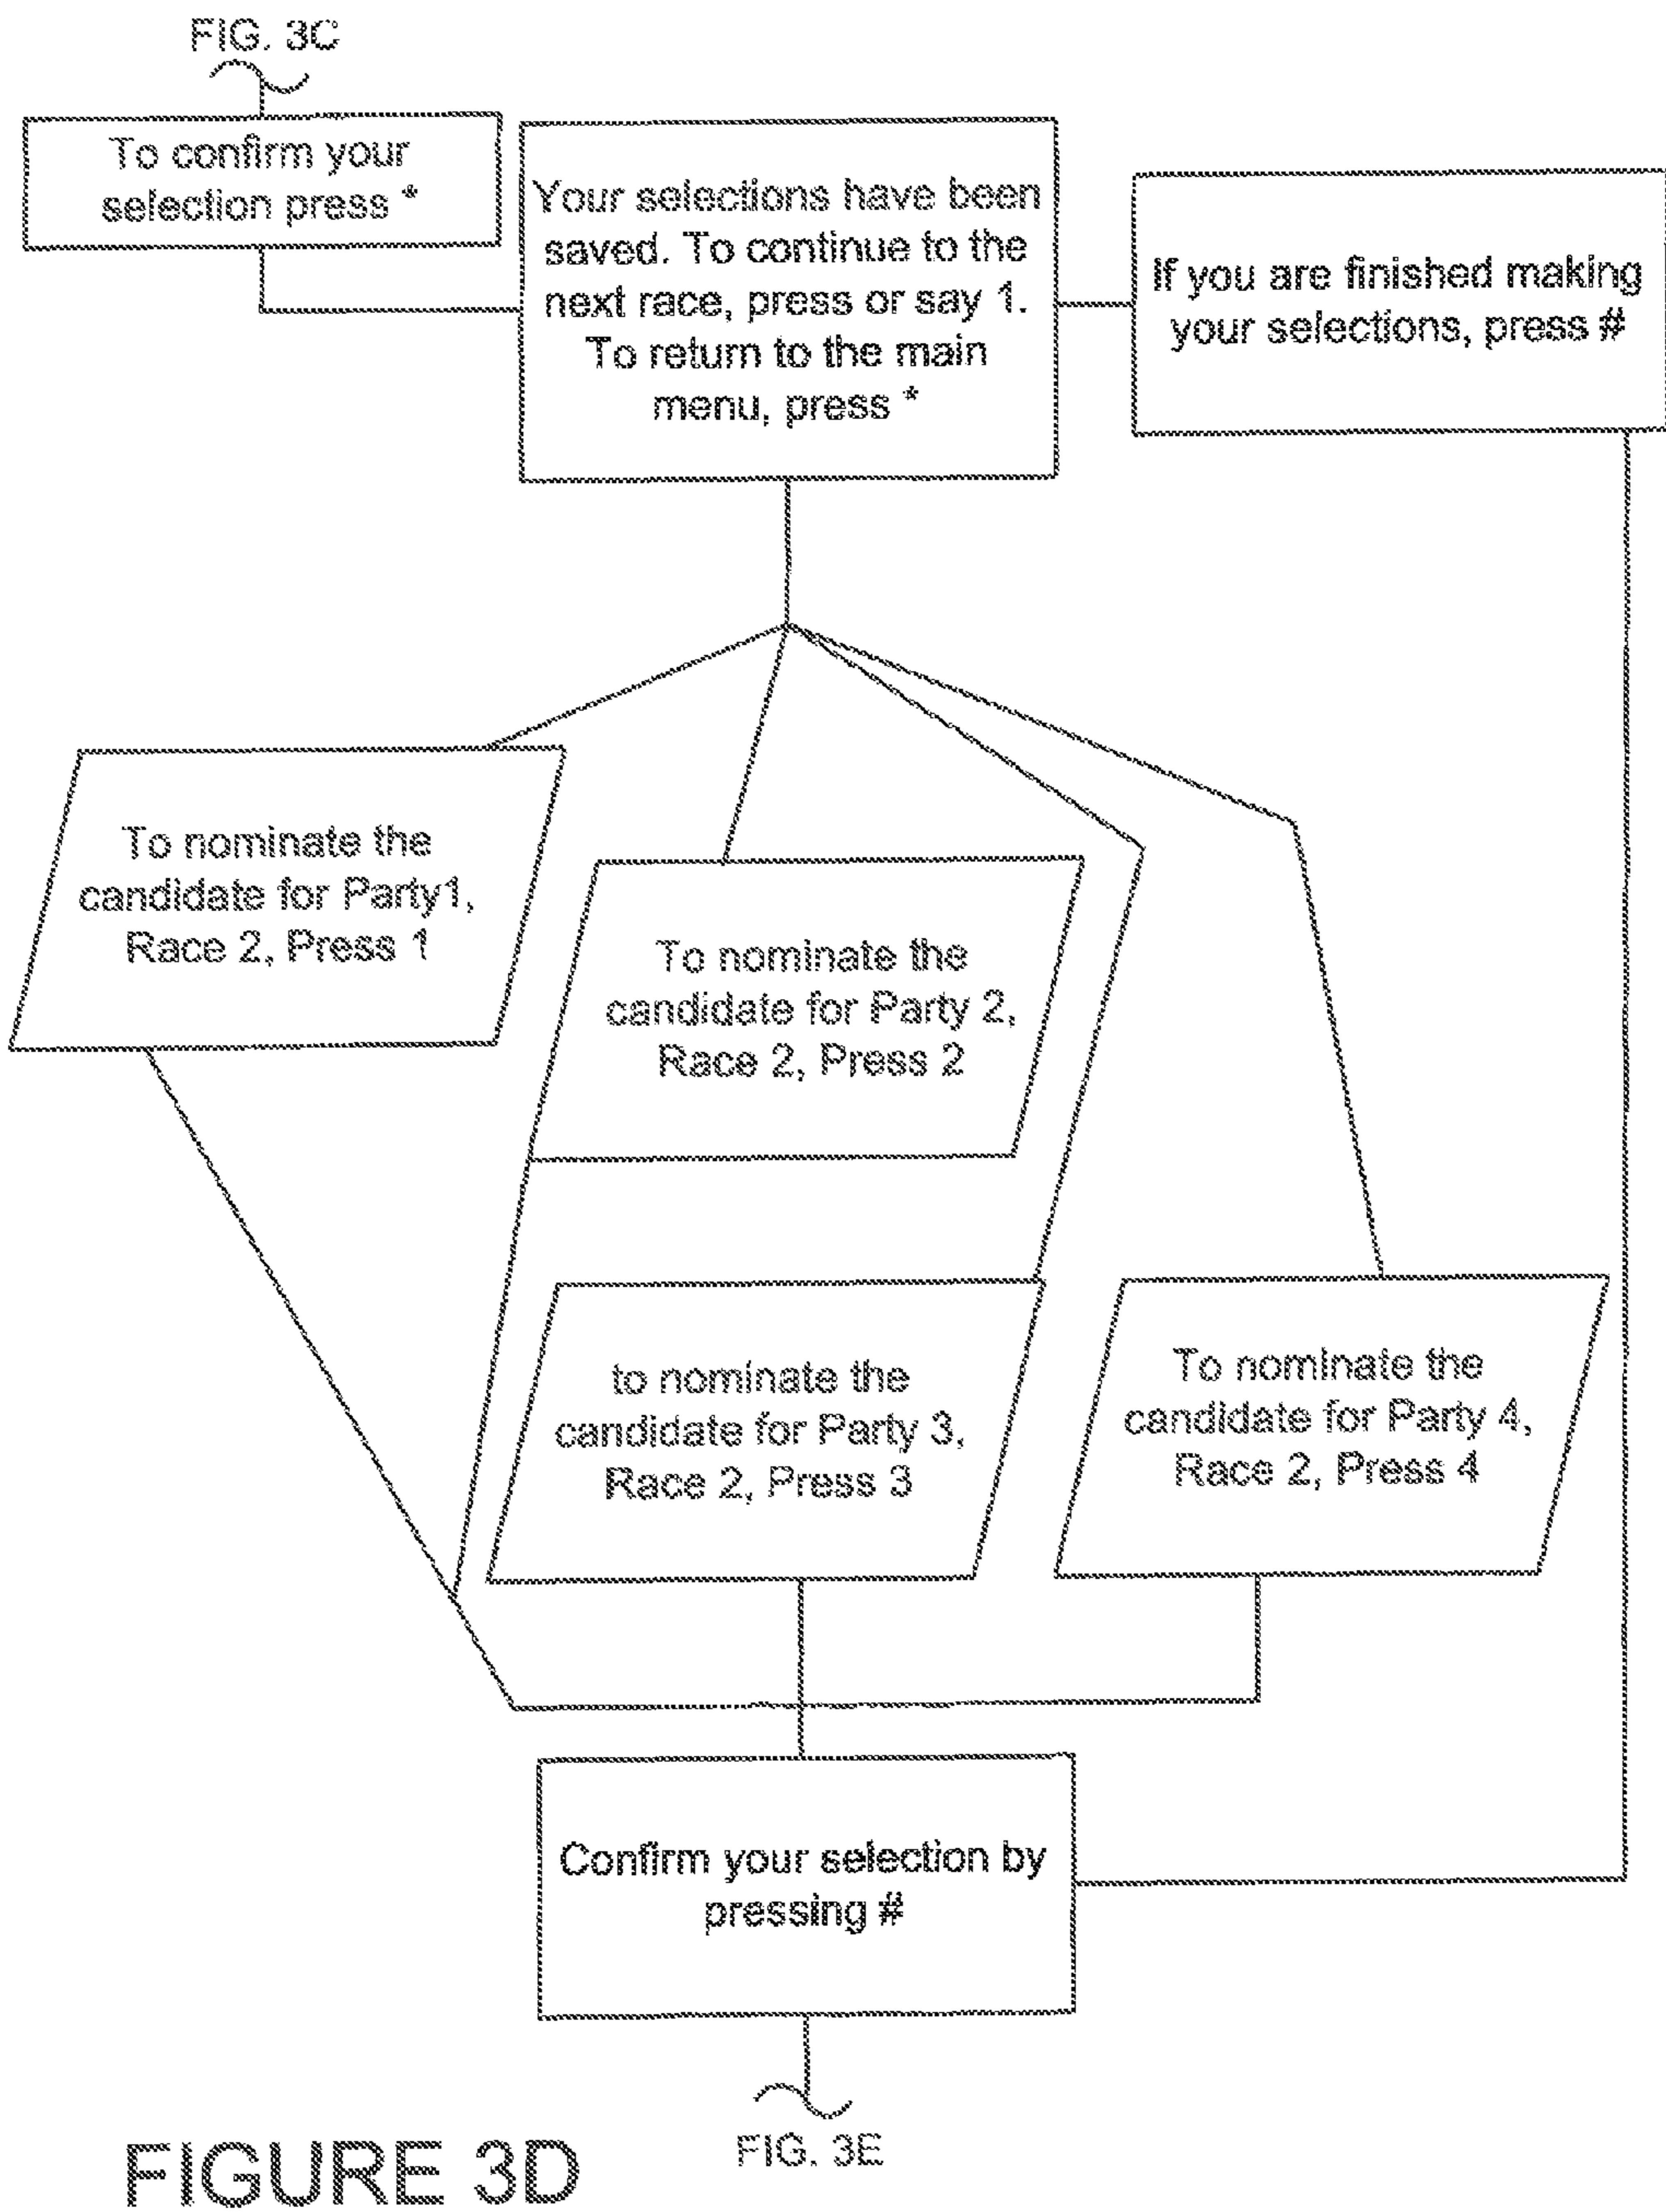 FIG. 3C
To confirm your
selection press *
Your selections have been
saved. To continue to the
next race, press or say 1.
To return to the main
menu, press *
If you are finished making
your selections, press #
To nominate the
candidate for Party1,
Race 2, Press 1
To nominate the
candidate for Party 2,
Race 2, Press 2
to nominate the
candidate for Party 3,
Race 2, Press 3
To nominate the
candidate for Party 4,
Race 2, Press 4
Confirm your selection by
pressing #
FIG. 3E
FIGURE 3D